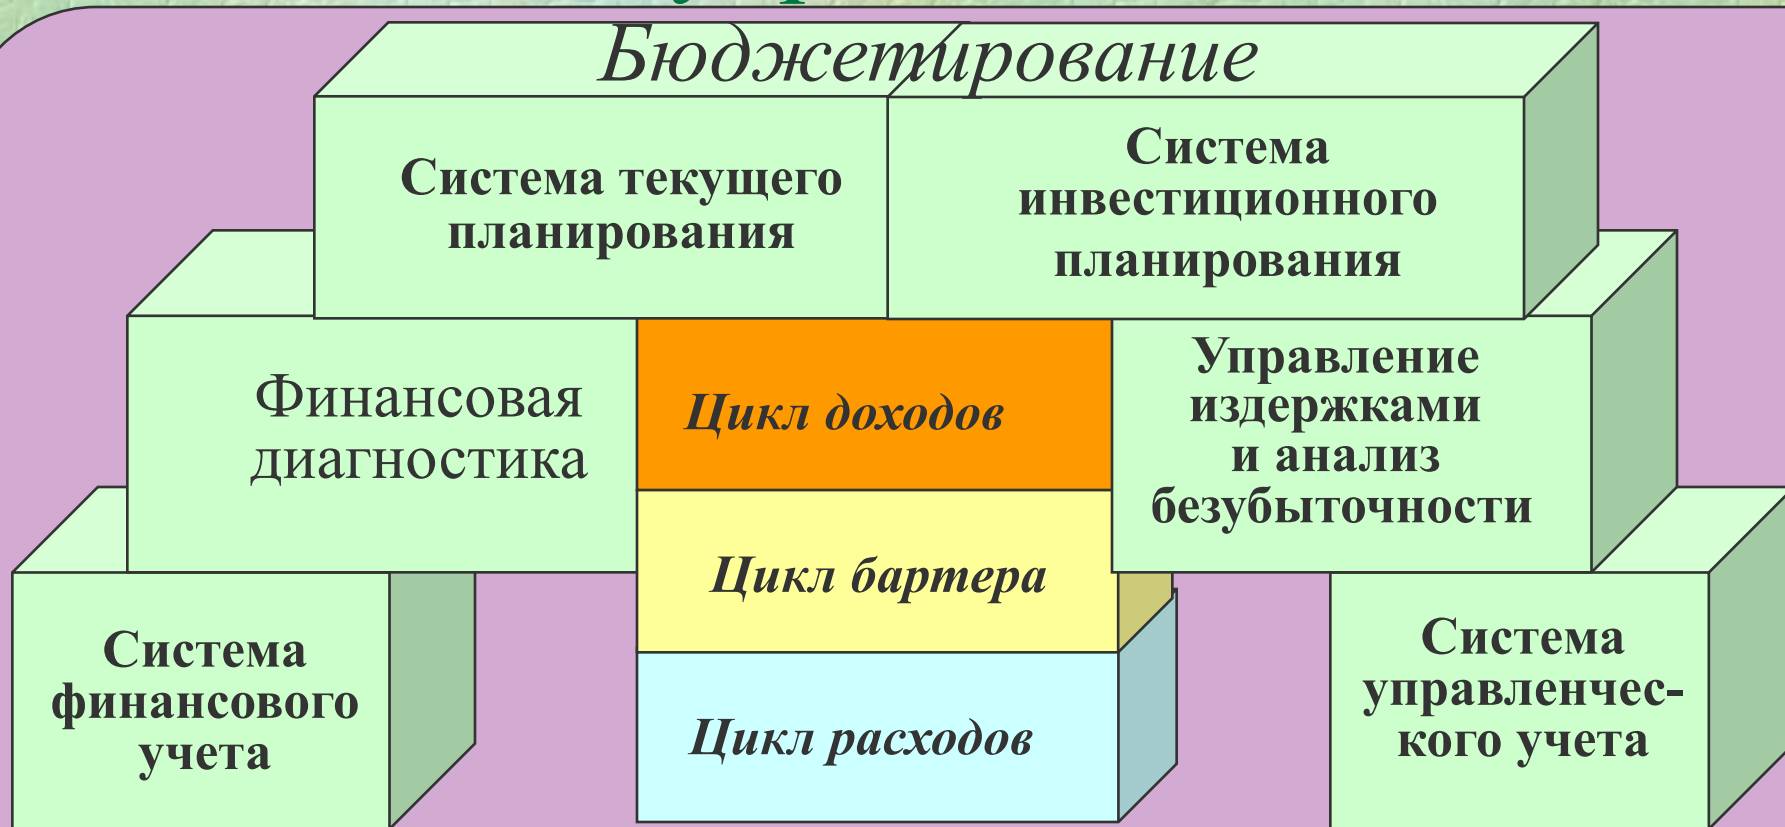 Бюджетирование
Система текущего
планирования
Система
инвестиционного
планирования
Финансовая
диагностика
Цикл доходов
Управление
издержками
и анализ
безубыточности
Цикл бартера
Система
финансового
учета
Цикл расходов
Система
управленчес-
кого учета